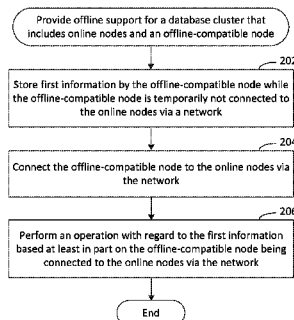 Provide offline support for a database cluster that
includes online nodes and an offline-compatible node
202
Store first information by the offline-compatible node while
the offline-compatible node is temporarily not connected to
the online nodes via a network
204
Connect the offline-compatible node to the online nodes via
the network
206
Perform an operation with regard to the first information
based at least in part on the offline-compatible node being
connected to the online nodes via the network
End